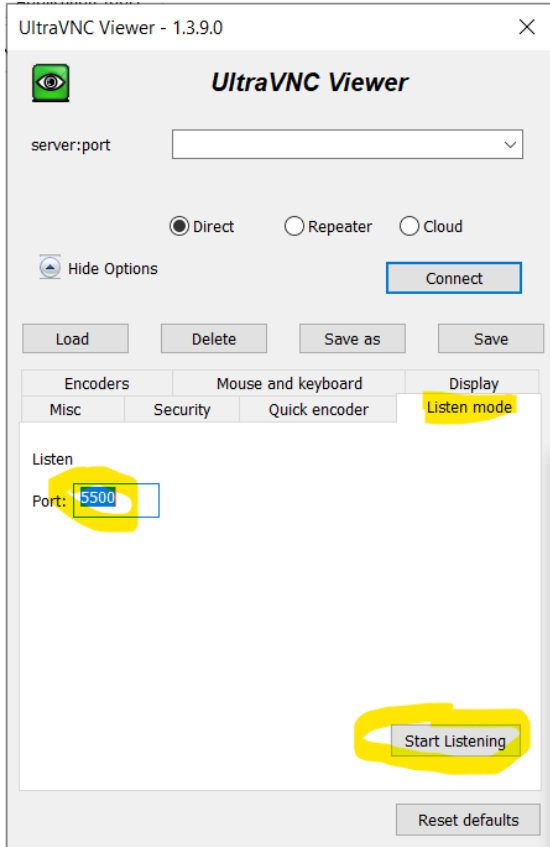 UltraVNC Viewer - 1.3.9.0
UltraVNC Viewer
server:port
Direct Repeater Cloud
Hide Options
Connect
Load Delete Save as Save
Encoders Mouse and keyboard Display
Misc Security Quick encoder Listen mode
Listen
Port: 5500
Start Listening
Reset defaults